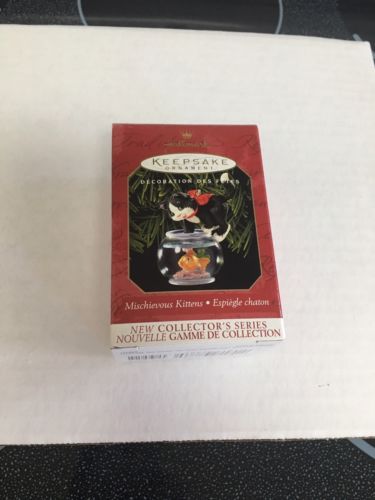 Hallmark
KEEPSAKE
ORNAMENT
DÉCORATION DES FÊTES
Mischievous Kittens • Espiègle chaton
NEW COLLECTOR'S SERIES
NOUVELLE GAMME DE COLLECTION